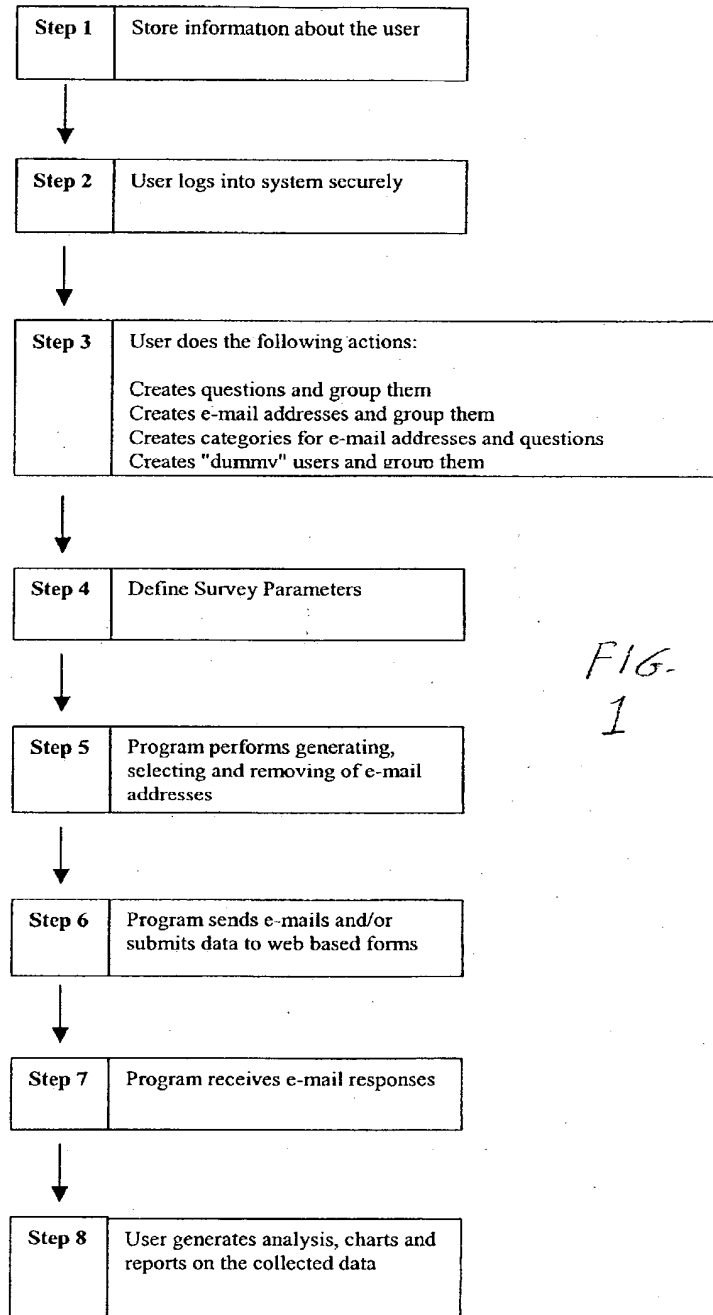 Step 1
Store information about the user
Step 2
User logs into system securely
Step 3
User does the following actions:
Creates questions and group them
Creates e-mail addresses and group them
Creates categories for e-mail addresses and questions
Creates "dummy" users and group them
Step 4
Define Survey Parameters
Step 5
Program performs generating,
selecting and removing of e-mail
addresses
Step 6
Program sends e-mails and/or
submits data to web based forms
Step 7
Program receives e-mail responses
Step 8
User generates analysis, charts and
reports on the collected data
FIG.
1